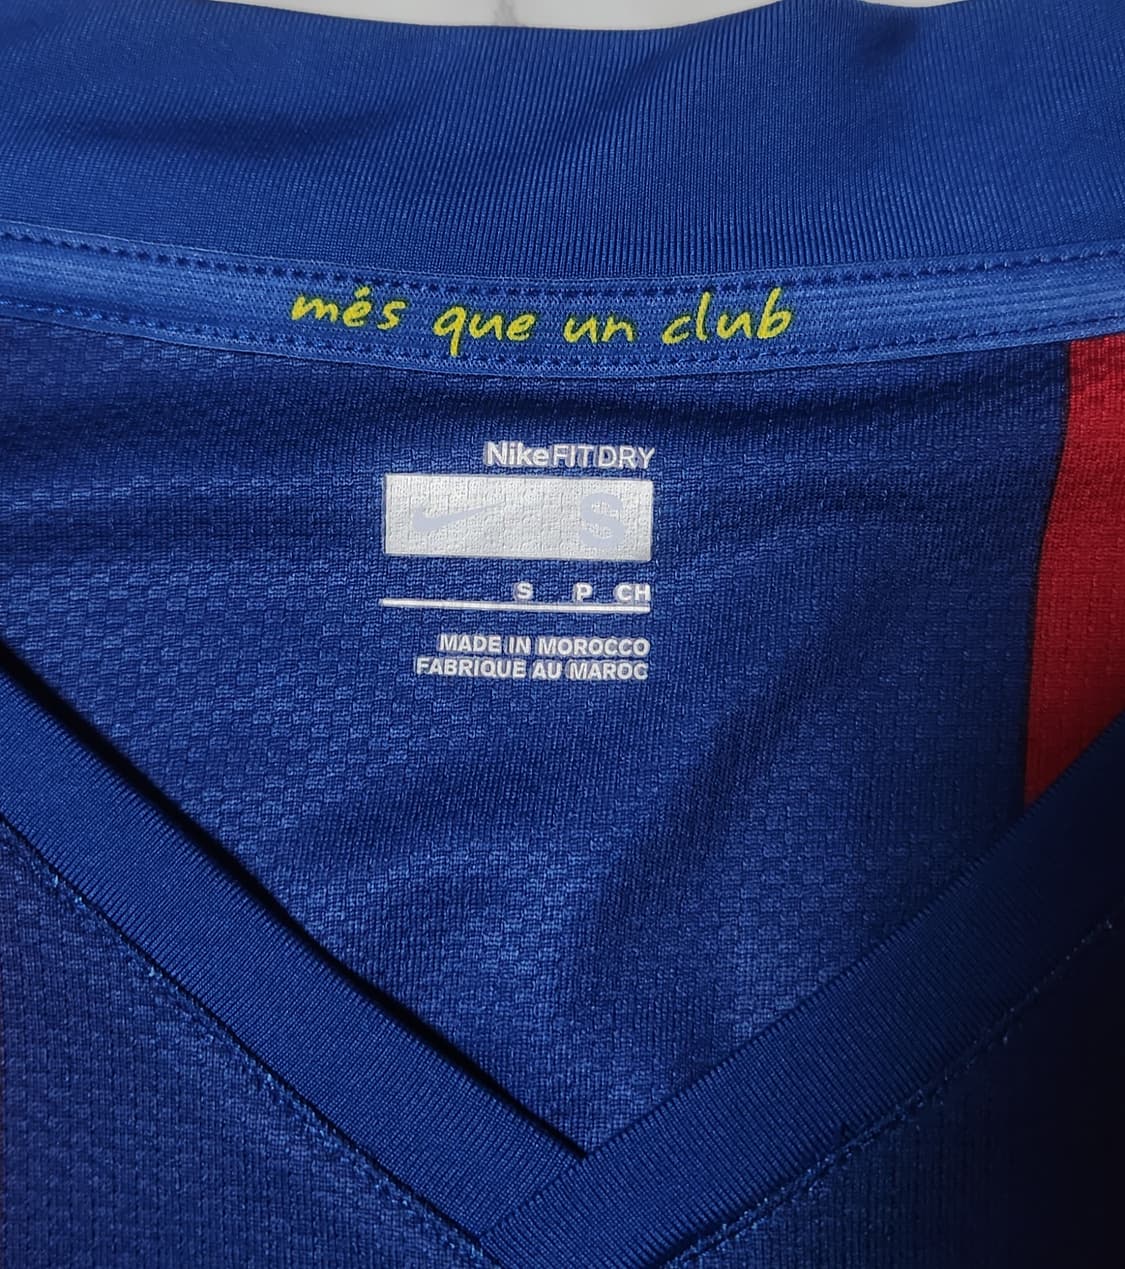 més que un club
NikeFITDRY
S
S P CH
MADE IN MOROCCO
FABRIQUE AU MAROC